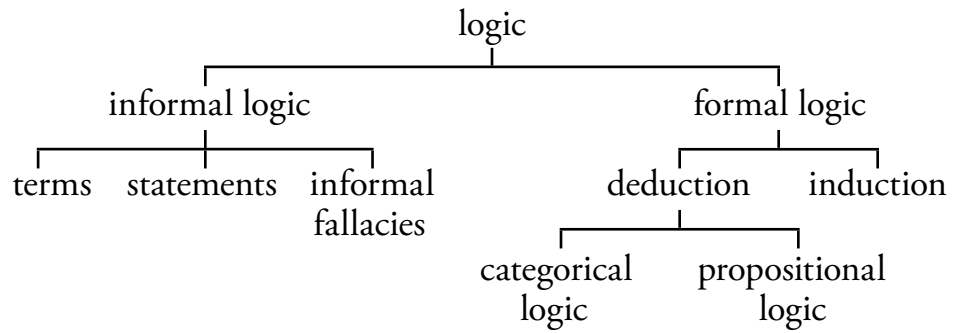 logic
informal logic formal logic
terms statements informal fallacies deduction induction
categorical logic propositional logic